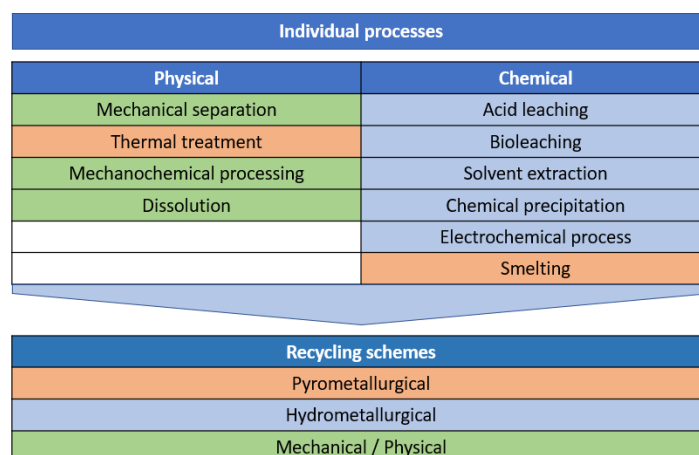 Individual processes
Physical Chemical
Mechanical separation Acid leaching
Thermal treatment Bioleaching
Mechanochemical processing Solvent extraction
Dissolution Chemical precipitation
Electrochemical process
Smelting
Recycling schemes
Pyrometallurgical
Hydrometallurgical
Mechanical / Physical